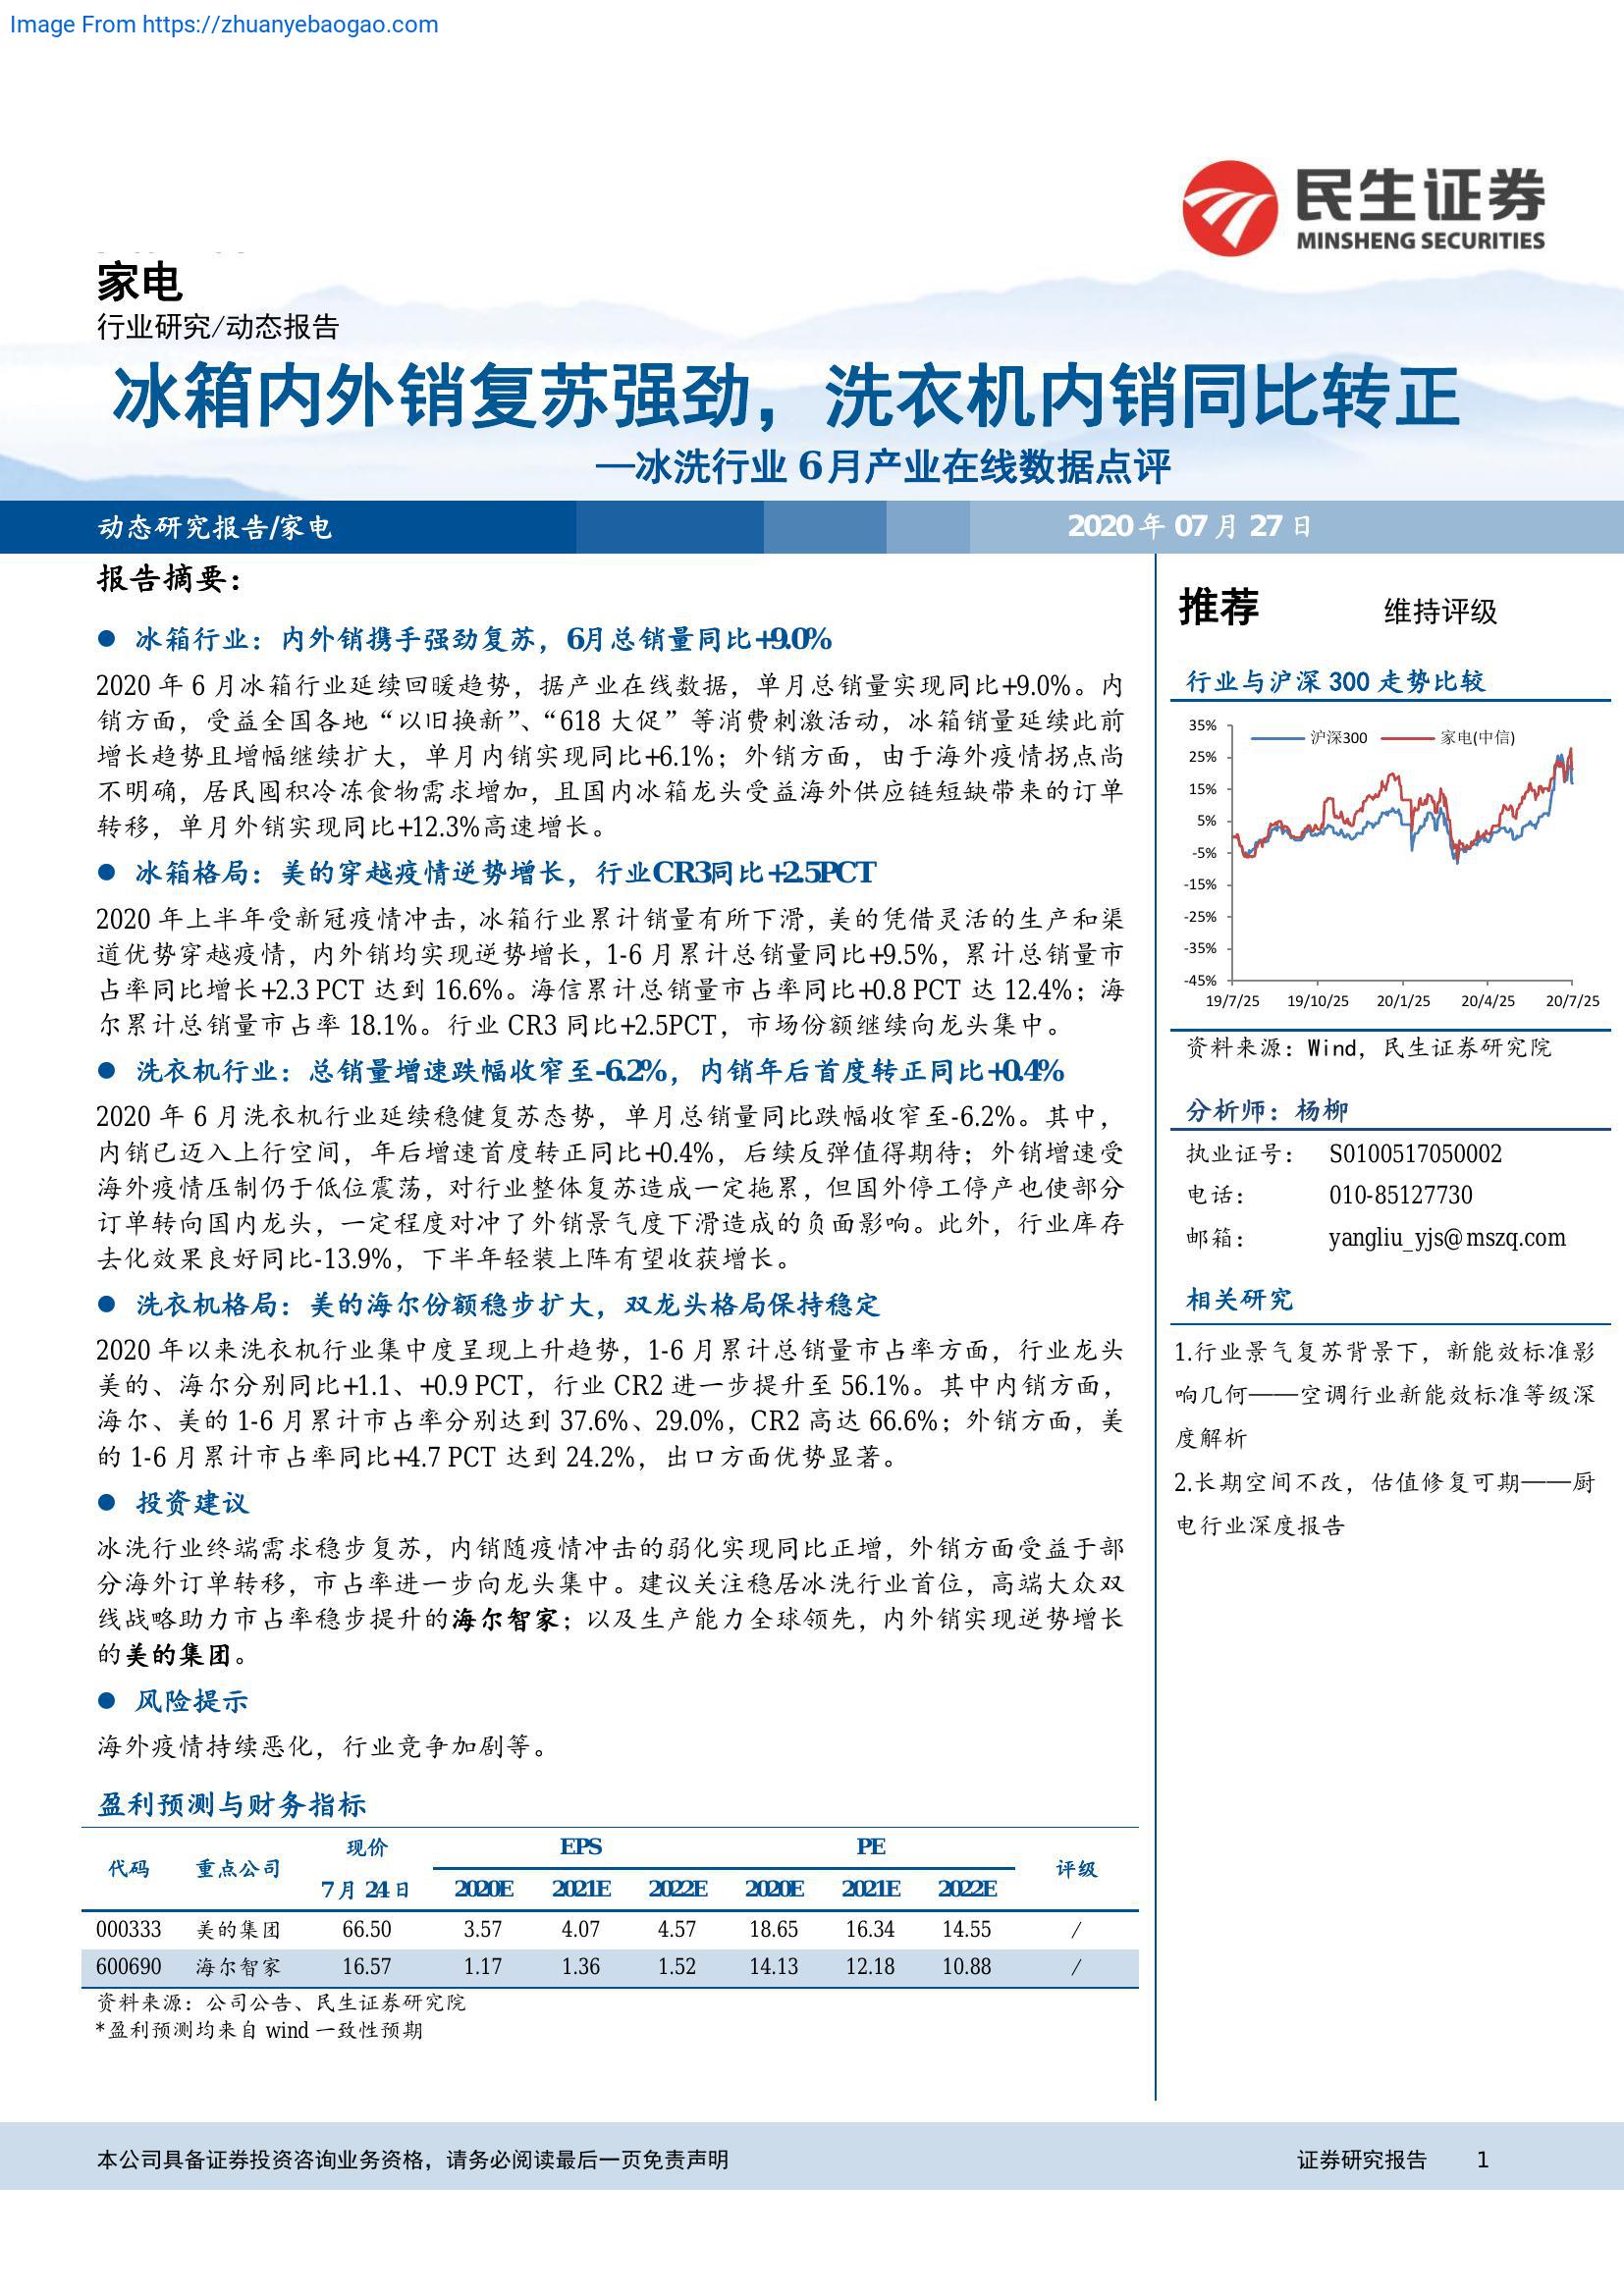 Image From https://zhuanyebaogao.com
民生证券
MINSHENG SECURITIES
家电
行业研究/动态报告
冰箱内外销复苏强劲，洗衣机内销同比转正
—冰洗行业 6 月产业在线数据点评
动态研究报告/家电
2020 年 07 月 27 日
报告摘要：
● 冰箱行业：内外销携手强劲复苏，6月总销量同比+9.0%
2020 年 6 月冰箱行业延续回暖趋势，据产业在线数据，单月总销量实现同比+9.0%。内
销方面，受益全国各地“以旧换新”、“618 大促”等消费刺激活动，冰箱销量延续此前
增长趋势且增幅继续扩大，单月内销实现同比+6.1%；外销方面，由于海外疫情拐点尚
不明确，居民囤积冷冻食物需求增加，且国内冰箱龙头受益海外供应链短缺带来的订单
转移，单月外销实现同比+12.3%高速增长。
● 冰箱格局：美的穿越疫情逆势增长，行业CR3同比+2.5PCT
2020 年上半年受新冠疫情冲击，冰箱行业累计销量有所下滑，美的凭借灵活的生产和渠
道优势穿越疫情，内外销均实现逆势增长，1-6 月累计总销量同比+9.5%，累计总销量市
占率同比增长+2.3 PCT 达到 16.6%。海信累计总销量市占率同比+0.8 PCT 达 12.4%；海
尔累计总销量市占率 18.1%。行业 CR3 同比+2.5PCT，市场份额继续向龙头集中。
● 洗衣机行业：总销量增速跌幅收窄至-6.2%，内销年后首度转正同比+0.4%
2020 年 6 月洗衣机行业延续稳健复苏态势，单月总销量同比跌幅收窄至-6.2%。其中，
内销已迈入上行空间，年后增速首度转正同比+0.4%，后续反弹值得期待；外销增速受
海外疫情压制仍于低位震荡，对行业整体复苏造成一定拖累，但国外停工停产也使部分
订单转向国内龙头，一定程度对冲了外销景气度下滑造成的负面影响。此外，行业库存
去化效果良好同比-13.9%，下半年轻装上阵有望收获增长。
● 洗衣机格局：美的海尔份额稳步扩大，双龙头格局保持稳定
2020 年以来洗衣机行业集中度呈现上升趋势，1-6 月累计总销量市占率方面，行业龙头
美的、海尔分别同比+1.1、+0.9 PCT，行业 CR2 进一步提升至 56.1%。其中内销方面，
海尔、美的 1-6 月累计市占率分别达到 37.6%、29.0%，CR2 高达 66.6%；外销方面，美
的 1-6 月累计市占率同比+4.7 PCT 达到 24.2%，出口方面优势显著。
● 投资建议
冰洗行业终端需求稳步复苏，内销随疫情冲击的弱化实现同比正增，外销方面受益于部
分海外订单转移，市占率进一步向龙头集中。建议关注稳居冰洗行业首位，高端大众双
线战略助力市占率稳步提升的海尔智家；以及生产能力全球领先，内外销实现逆势增长
的美的集团。
● 风险提示
海外疫情持续恶化，行业竞争加剧等。
盈利预测与财务指标
代码 重点公司 现价 EPS PE 评级
7 月 24 日 2020E 2021E 2022E 2020E 2021E 2022E
000333 美的集团 66.50 3.57 4.07 4.57 18.65 16.34 14.55 /
600690 海尔智家 16.57 1.17 1.36 1.52 14.13 12.18 10.88 /
资料来源：公司公告、民生证券研究院
*盈利预测均来自 wind 一致性预期
推荐 维持评级
行业与沪深 300 走势比较
沪深300 家电(中信)
35%
25%
15%
5%
-5%
-15%
-25%
-35%
-45%
19/7/25 19/10/25 20/1/25 20/4/25 20/7/25
资料来源：Wind，民生证券研究院
分析师：杨柳
执业证号： S0100517050002
电话： 010-85127730
邮箱： yangliu_yjs@mszq.com
相关研究
1.行业景气复苏背景下，新能效标准影
响几何——空调行业新能效标准等级深
度解析
2.长期空间不改，估值修复可期——厨
电行业深度报告
本公司具备证券投资咨询业务资格，请务必阅读最后一页免责声明
证券研究报告 1